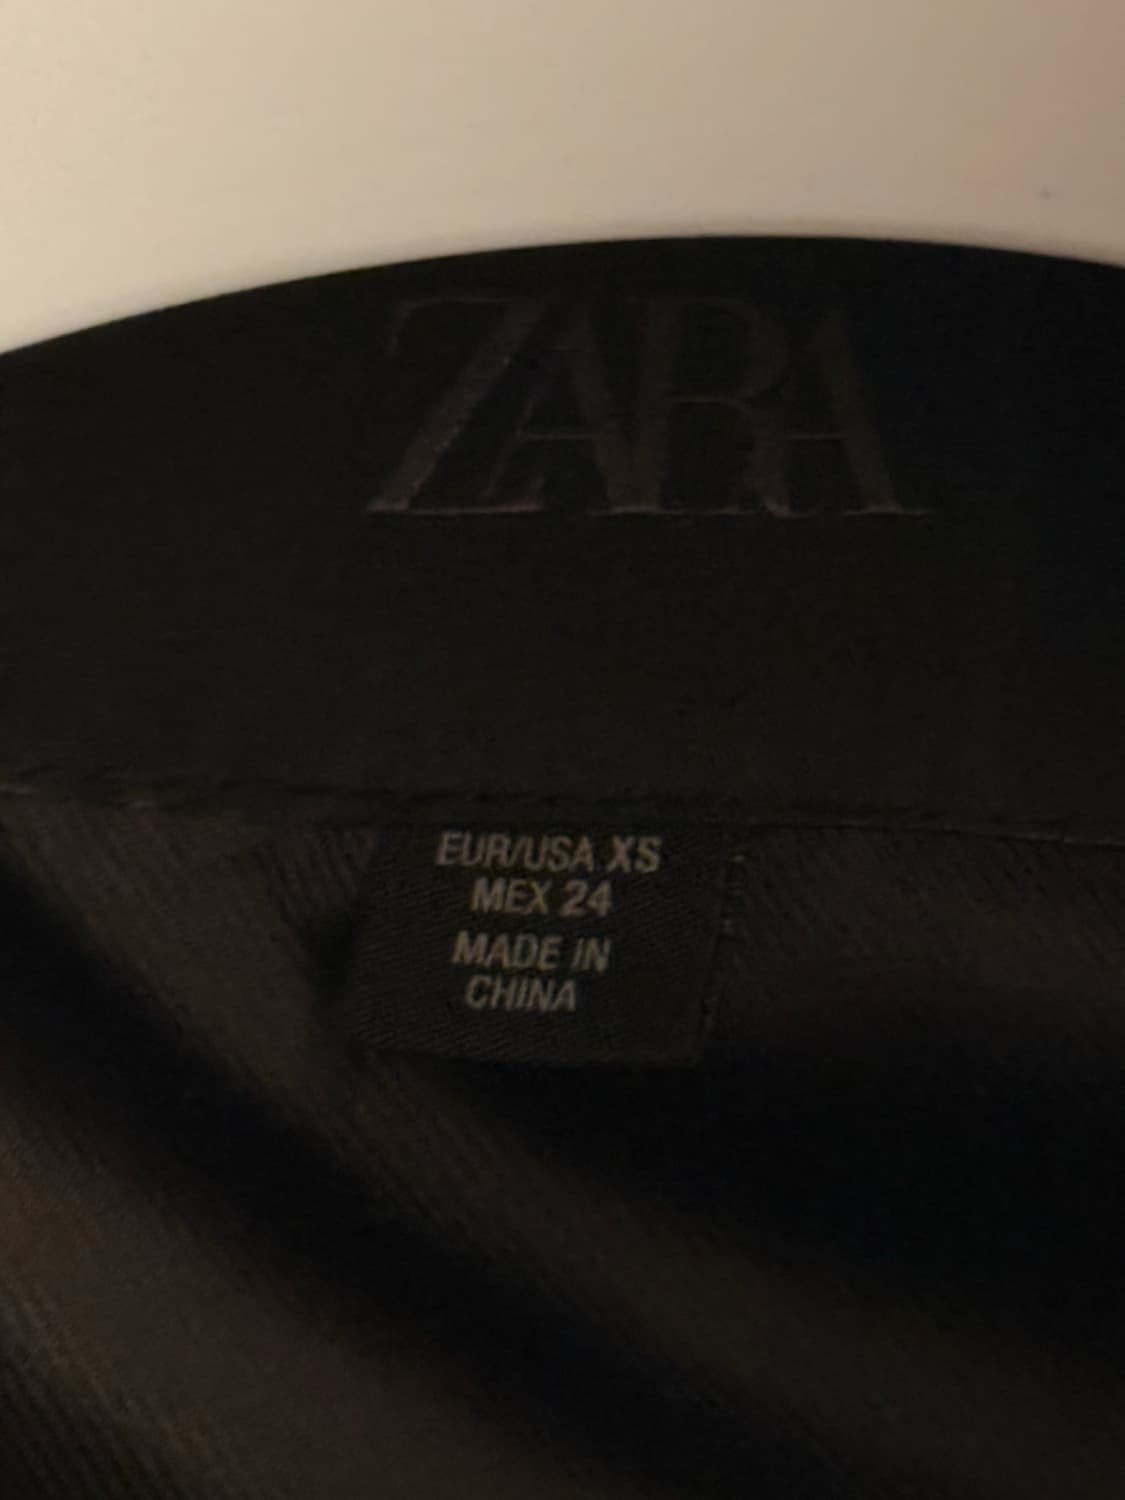 ZARA
EUR/USA XS
MEX 24
MADE IN
CHINA